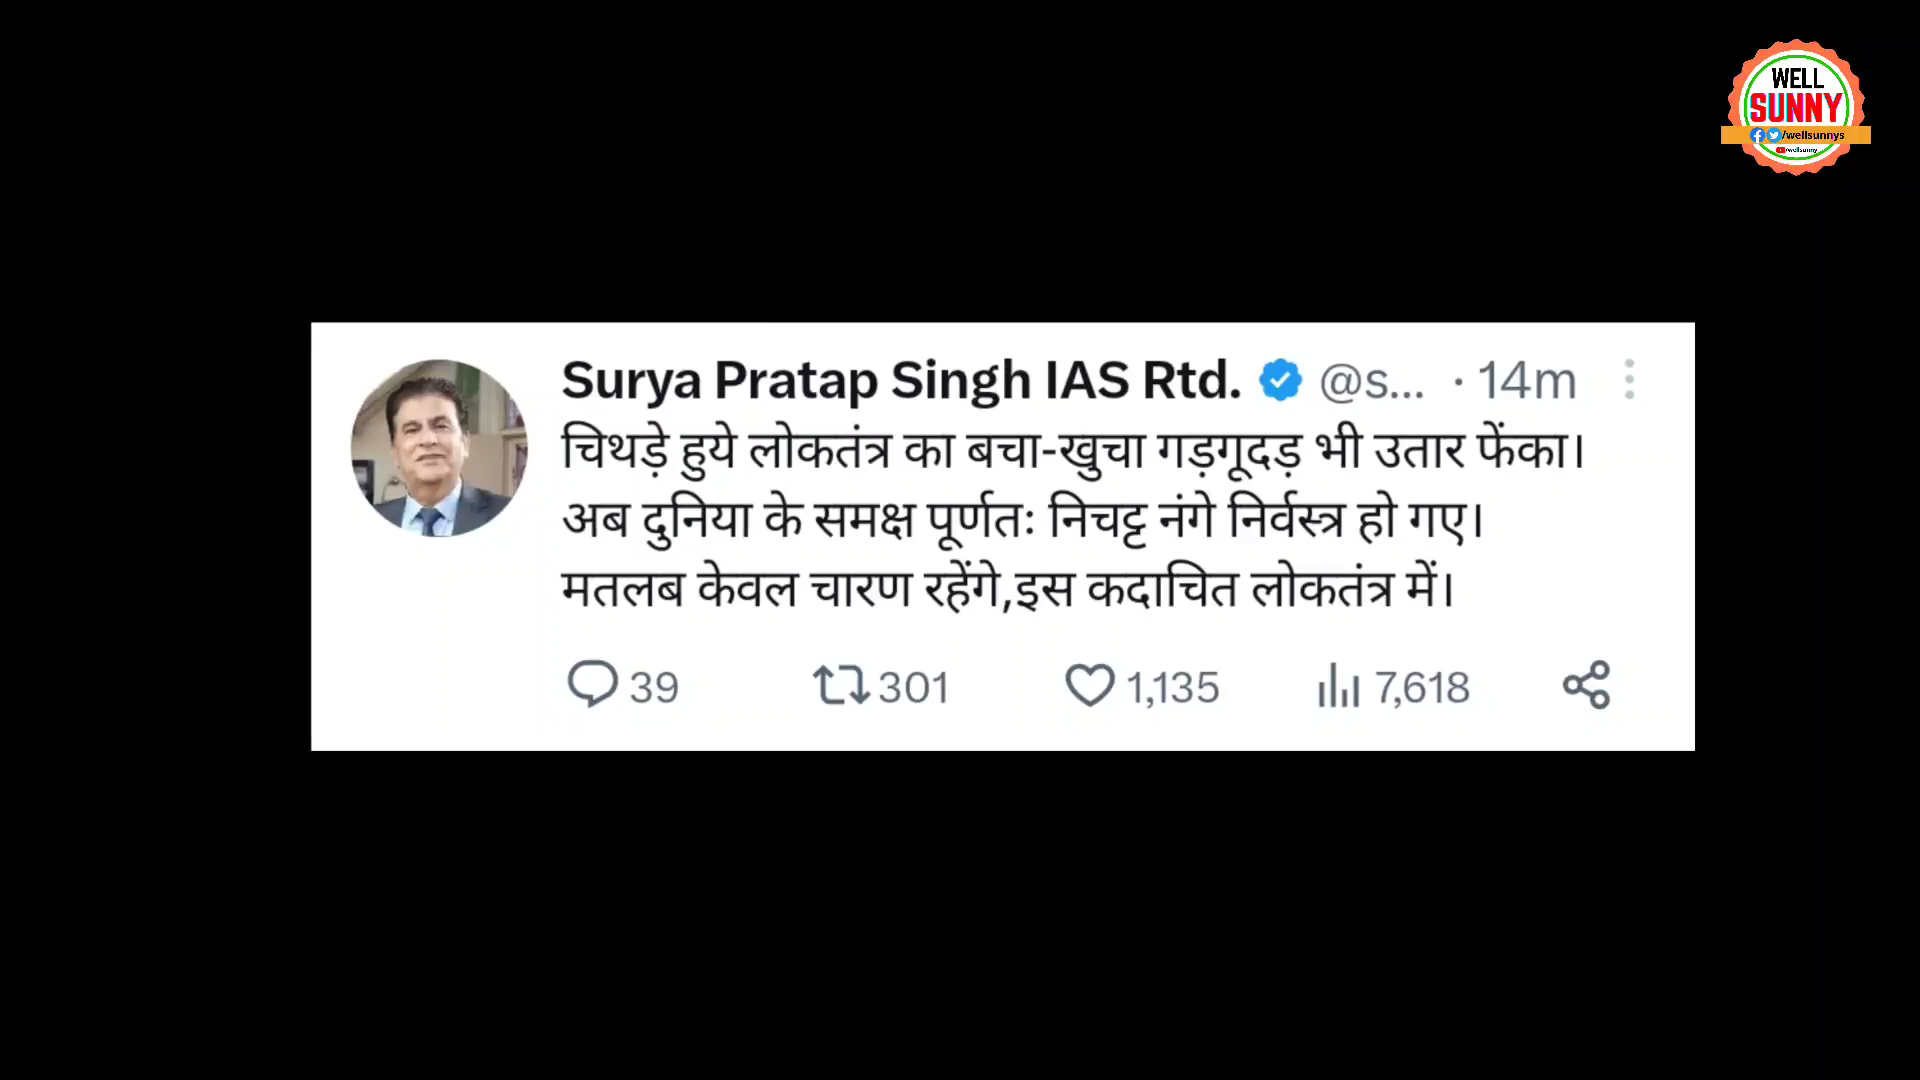 WELL
SUNNY
/wellsunnys
/wellsunny
Surya Pratap Singh IAS Rtd. @s... · 14m
चिथड़े हुये लोकतंत्र का बचा-खुचा गड़गूदड़ भी उतार फेंका।
अब दुनिया के समक्ष पूर्णतः निचट्ट नंगे निर्वस्त्र हो गए।
मतलब केवल चारण रहेंगे,इस कदाचित लोकतंत्र में।
39 301 1,135 7,618